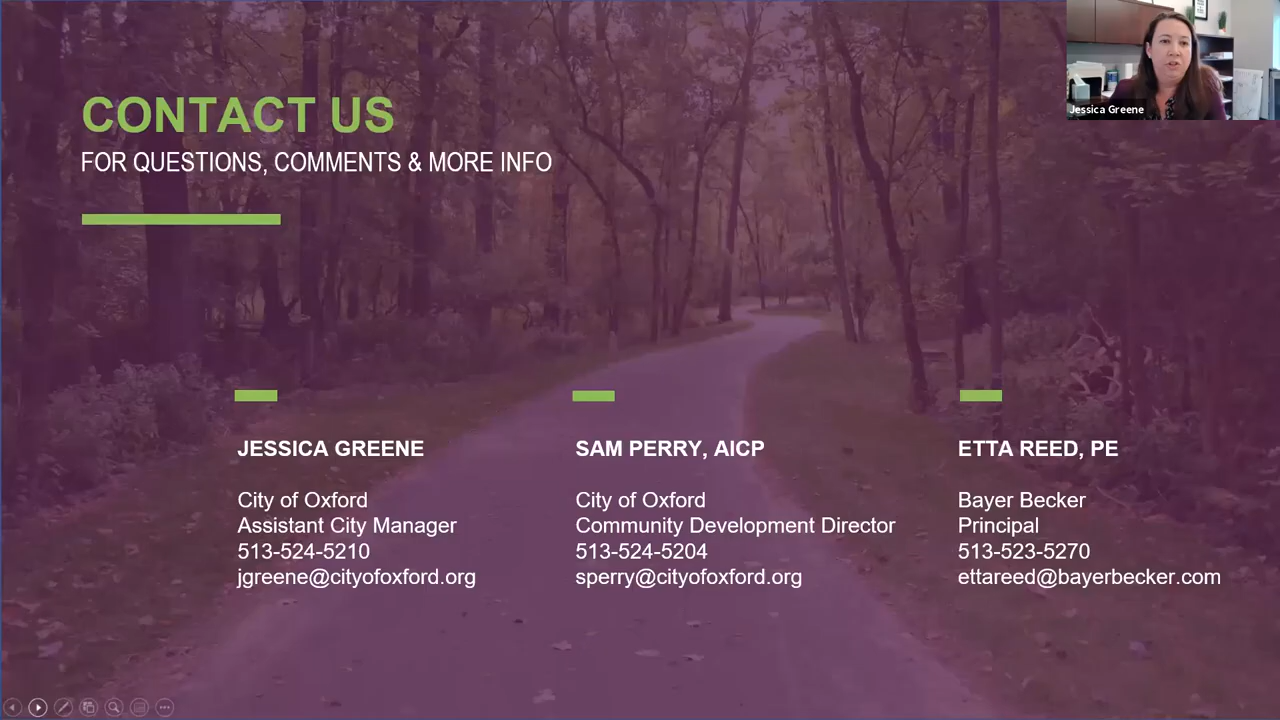 CONTACT US
FOR QUESTIONS, COMMENTS & MORE INFO
Jessica Greene
JESSICA GREENE
City of Oxford
Assistant City Manager
513-524-5210
jgreene@cityofoxford.org
SAM PERRY, AICP
City of Oxford
Community Development Director
513-524-5204
sperry@cityofoxford.org
ETTA REED, PE
Bayer Becker
Principal
513-523-5270
ettareed@bayerbecker.com